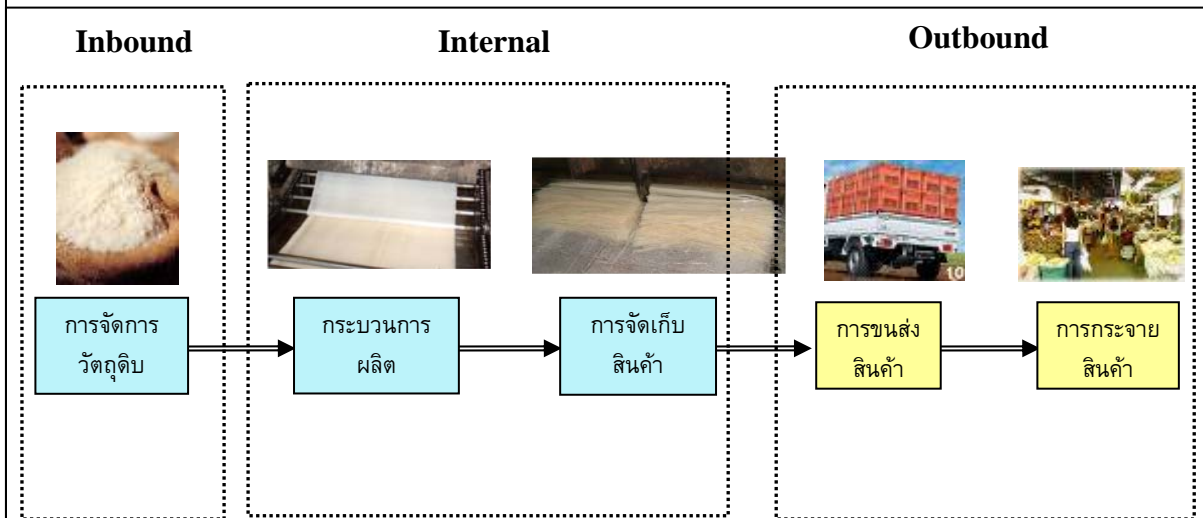 Inbound
Internal
Outbound
10
การจัดการ
วัตถุดิบ
กระบวนการ
ผลิต
การจัดเก็บ
สินค้า
การขนส่ง
สินค้า
การกระจาย
สินค้า